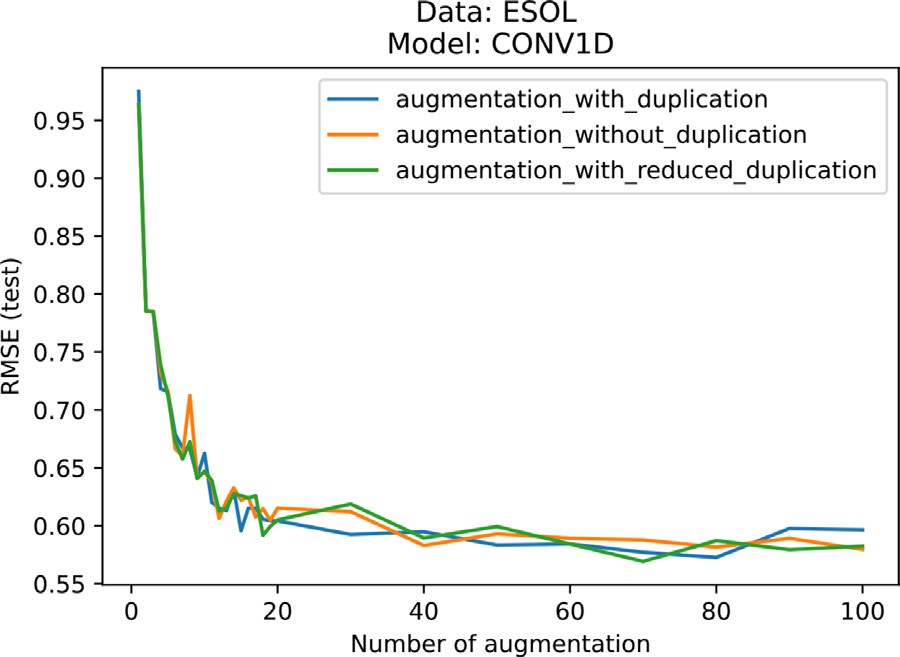 Data: ESOL
Model: CONV1D
augmentation_with_duplication
augmentation_without_duplication
augmentation_with_reduced_duplication
RMSE (test)
0.95
0.90
0.85
0.80
0.75
0.70
0.65
0.60
0.55
0 20 40 60 80 100
Number of augmentation